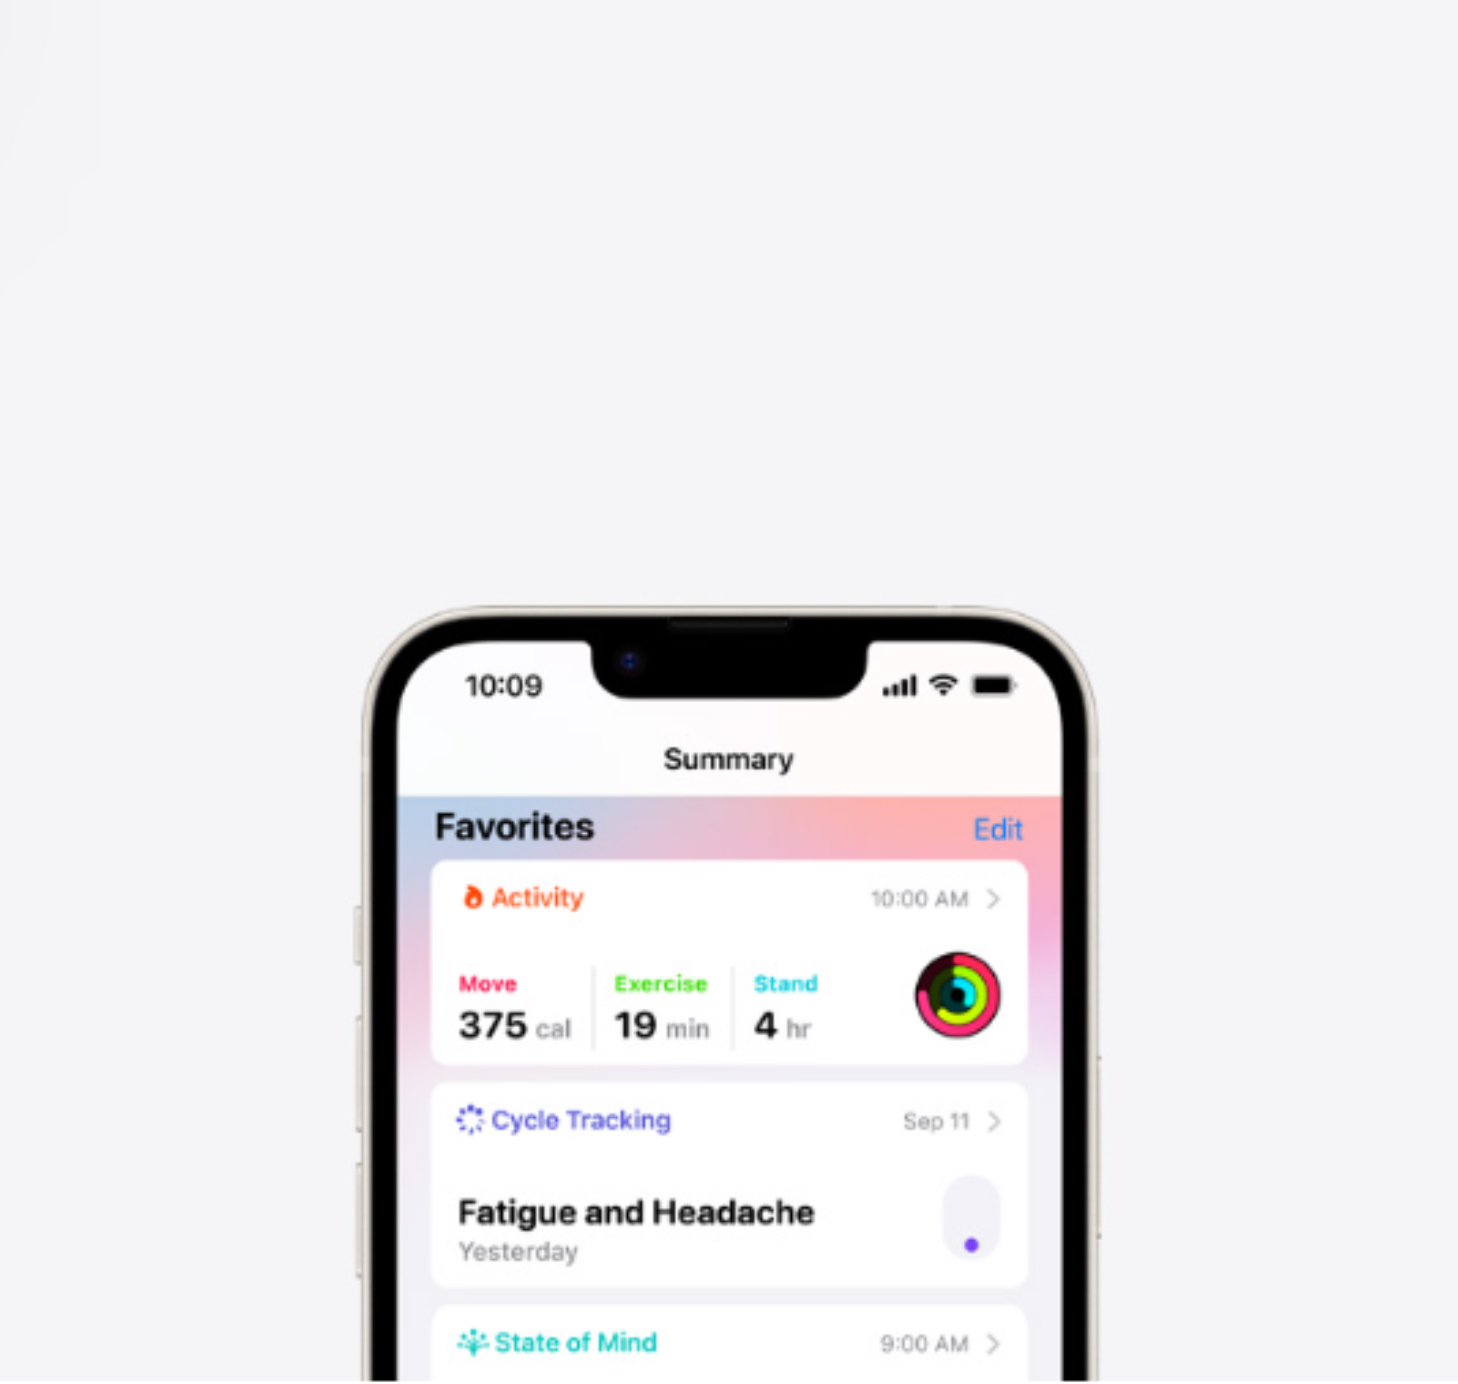 10:09
Summary
Favorites Edit
Activity 10:00 AM
Move Exercise Stand
375 cal 19 min 4 hr
Cycle Tracking Sep 11
Fatigue and Headache
Yesterday
State of Mind 9:00 AM